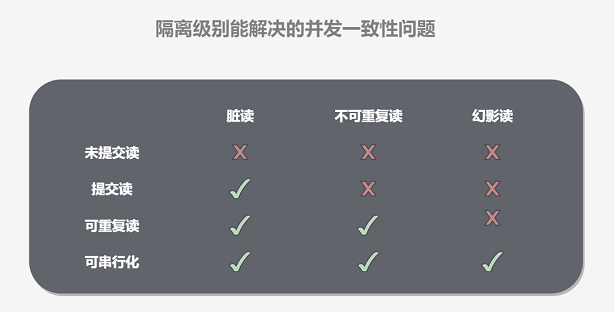 隔离级别能解决的并发一致性问题
脏读 不可重复读 幻影读
未提交读 X X X
提交读 ✓ X X
可重复读 ✓ ✓ X
可串行化 ✓ ✓ ✓